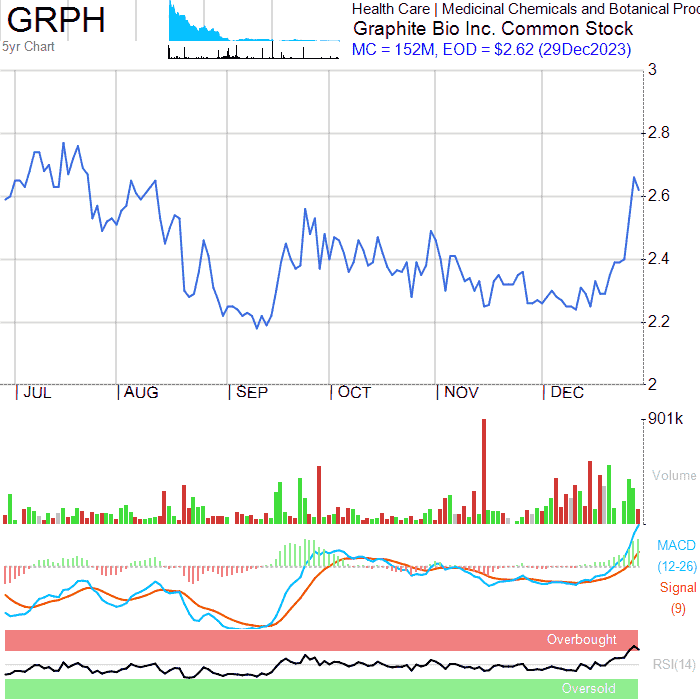 GRPH
5yr Chart
Health Care | Medicinal Chemicals and Botanical Proc
Graphite Bio Inc. Common Stock
MC = 152M, EOD = $2.62 (29Dec2023)
3
2.8
2.6
2.4
2.2
2
JUL AUG SEP OCT NOV DEC
901k
Volume
MACD
(12-26)
Signal
(9)
Overbought
RSI(14)
Oversold